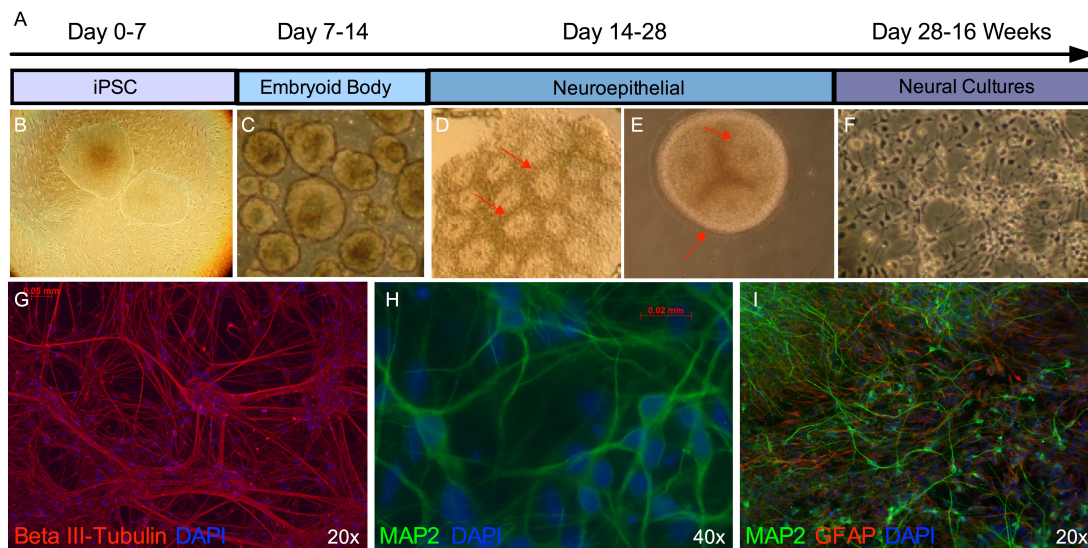 A
Day 0-7 Day 7-14 Day 14-28 Day 28-16 Weeks
iPSC Embryoid Body Neuroepithelial Neural Cultures
B C D E F
G H I
0.05 mm
0.02 mm
Beta III-Tubulin DAPI 20x MAP2 DAPI 40x MAP2 GFAP DAPI 20x